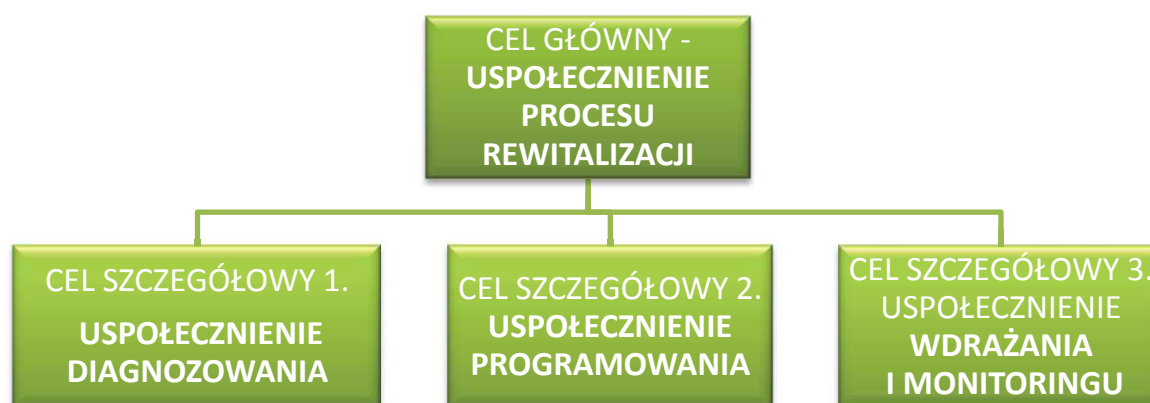 CEL GŁÓWNY -
USPOŁECZNIENIE
PROCESU
REWITALIZACJI
CEL SZCZEGÓŁOWY 1.
USPOŁECZNIENIE
DIAGNOZOWANIA
CEL SZCZEGÓŁOWY 2.
USPOŁECZNIENIE
PROGRAMOWANIA
CEL SZCZEGÓŁOWY 3.
USPOŁECZNIENIE
WDRAŻANIA
I MONITORINGU